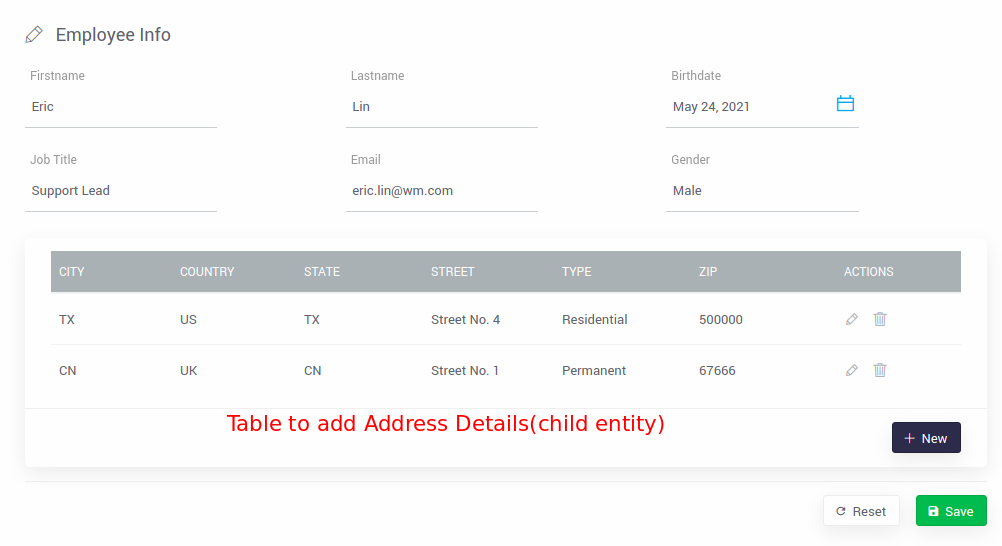 Employee Info
Firstname Lastname Birthdate
Eric Lin May 24, 2021
Job Title Email Gender
Support Lead eric.lin@wm.com Male
CITY COUNTRY STATE STREET TYPE ZIP ACTIONS
TX US TX Street No. 4 Residential 500000
CN UK CN Street No. 1 Permanent 67666
Table to add Address Details(child entity)
+ New
Reset Save